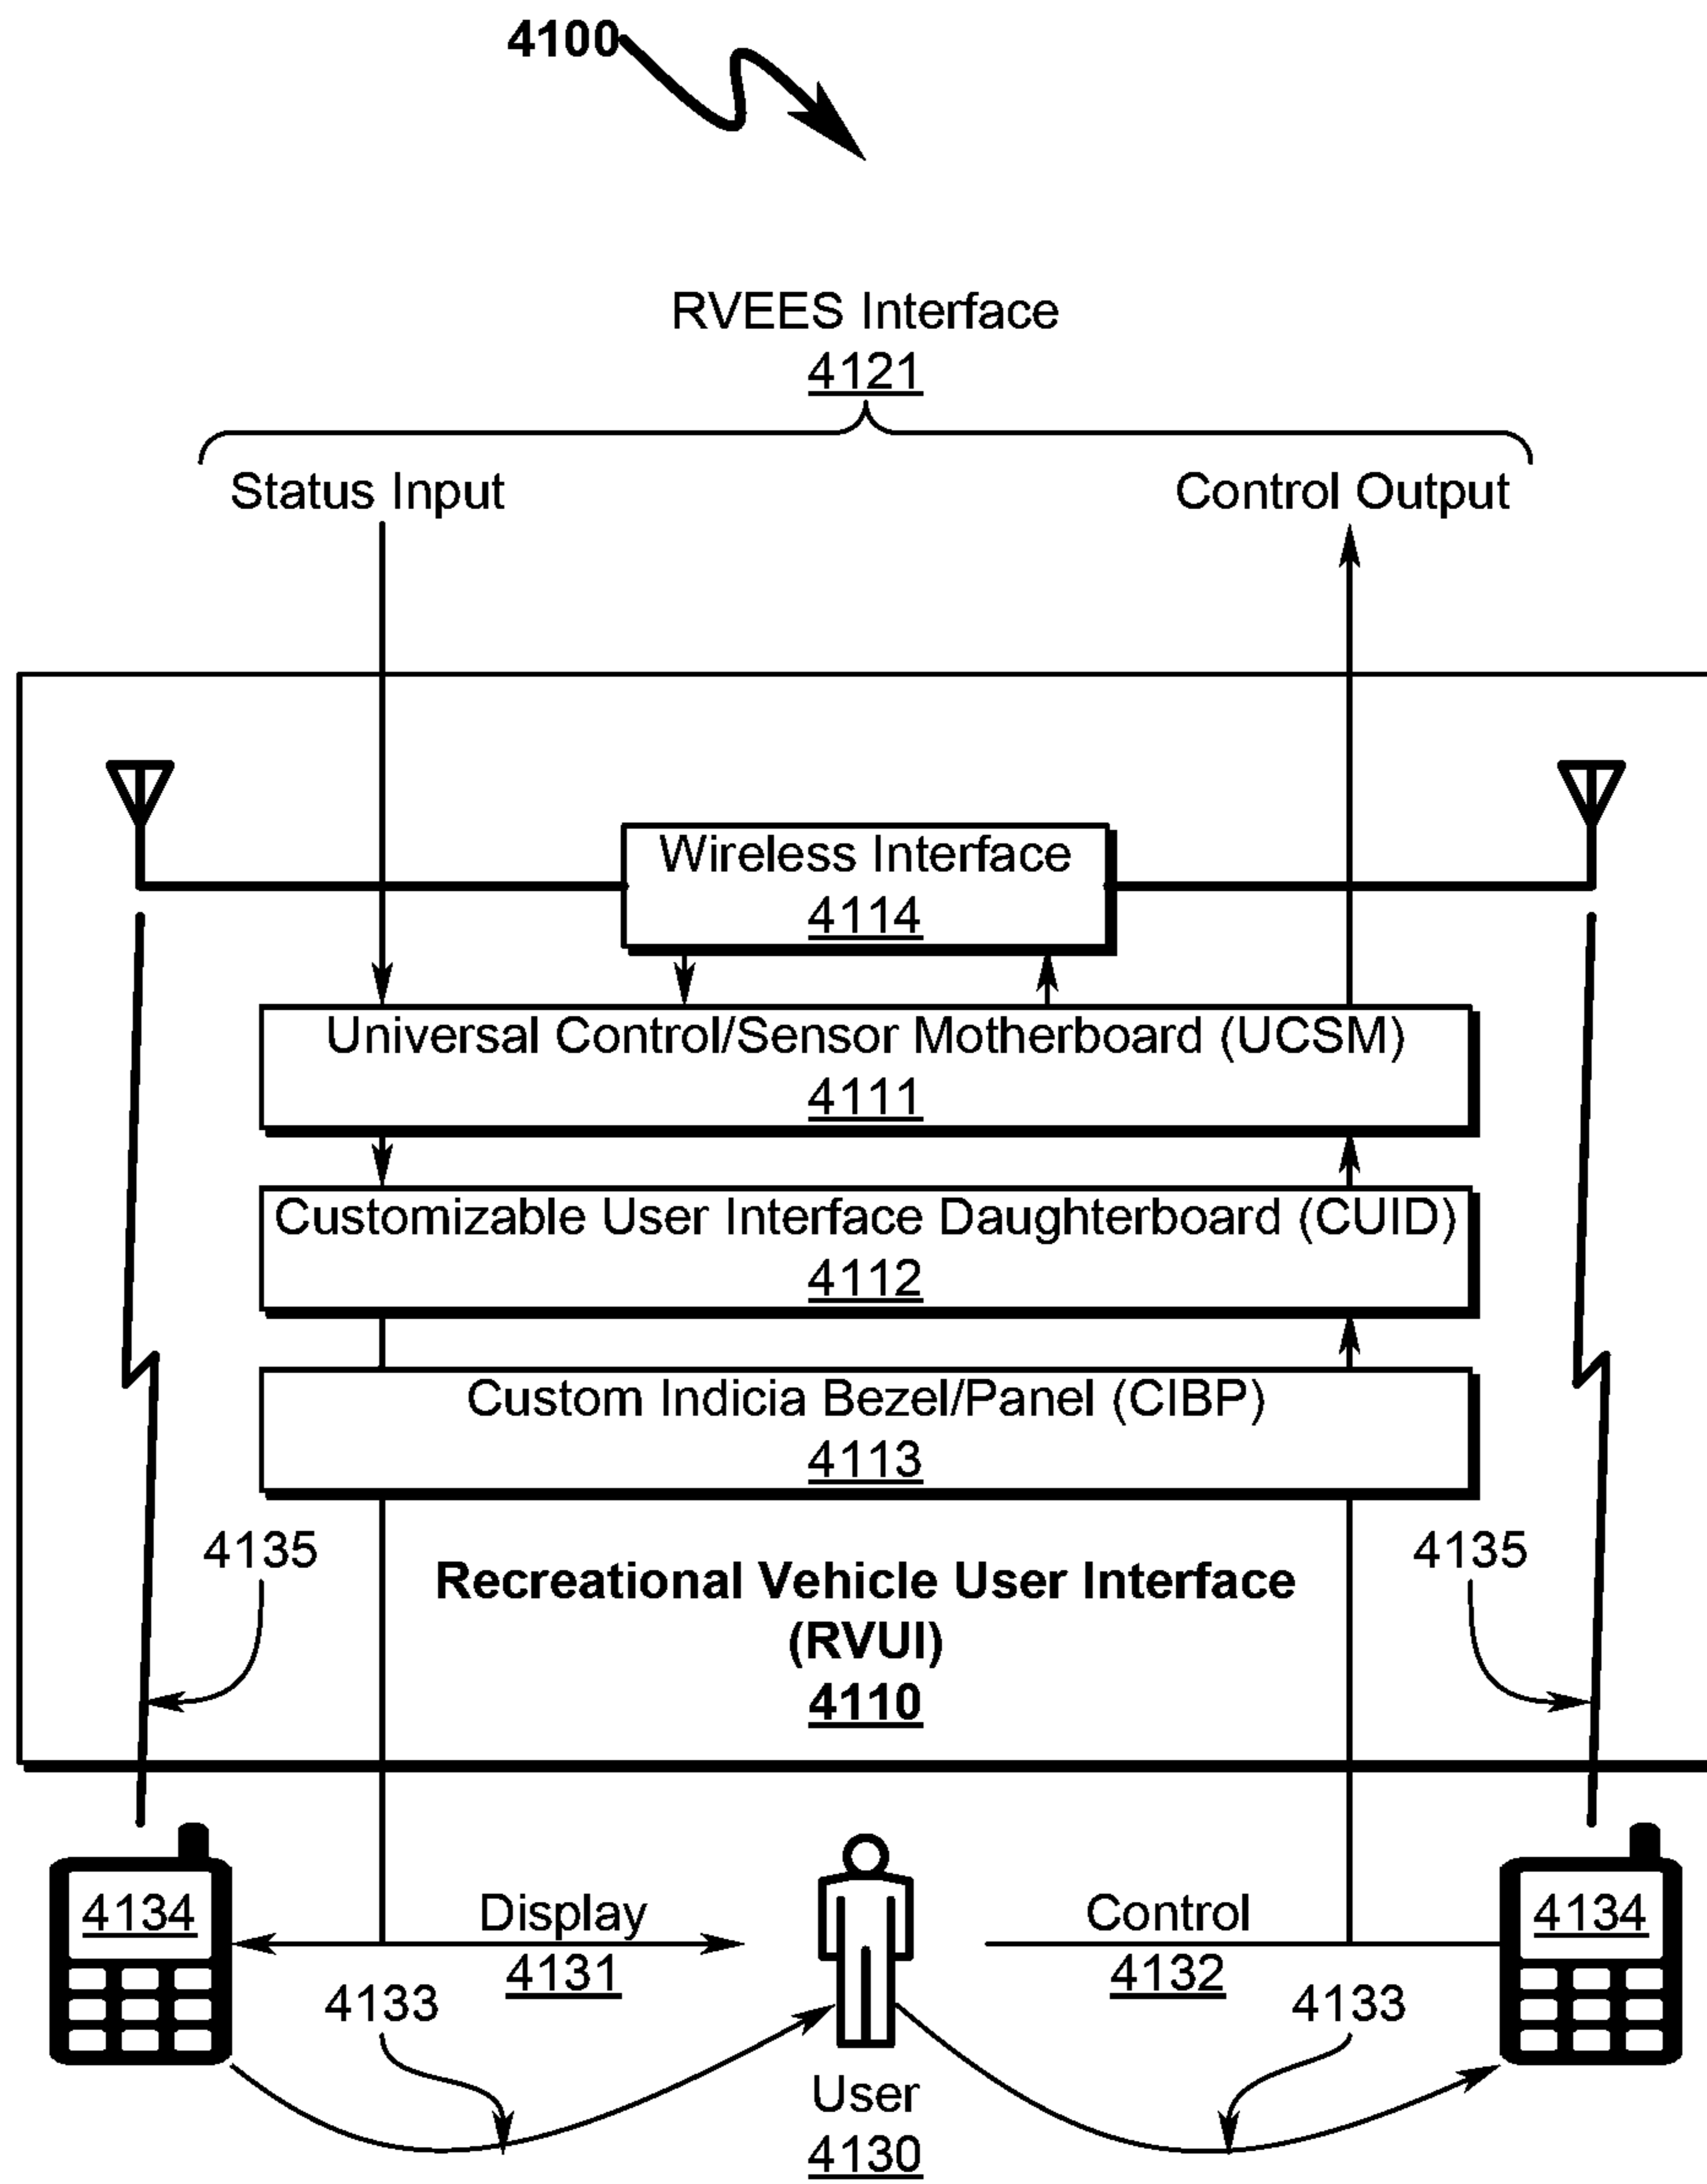 4100
RVEES Interface
4121
Status Input
Control Output
Wireless Interface
4114
Universal Control/Sensor Motherboard (UCSM)
4111
Customizable User Interface Daughterboard (CUID)
4112
Custom Indicia Bezel/Panel (CIBP)
4113
4135
4135
Recreational Vehicle User Interface
(RVUI)
4110
4134
Display
4131
Control
4132
4134
4133
4133
User
4130